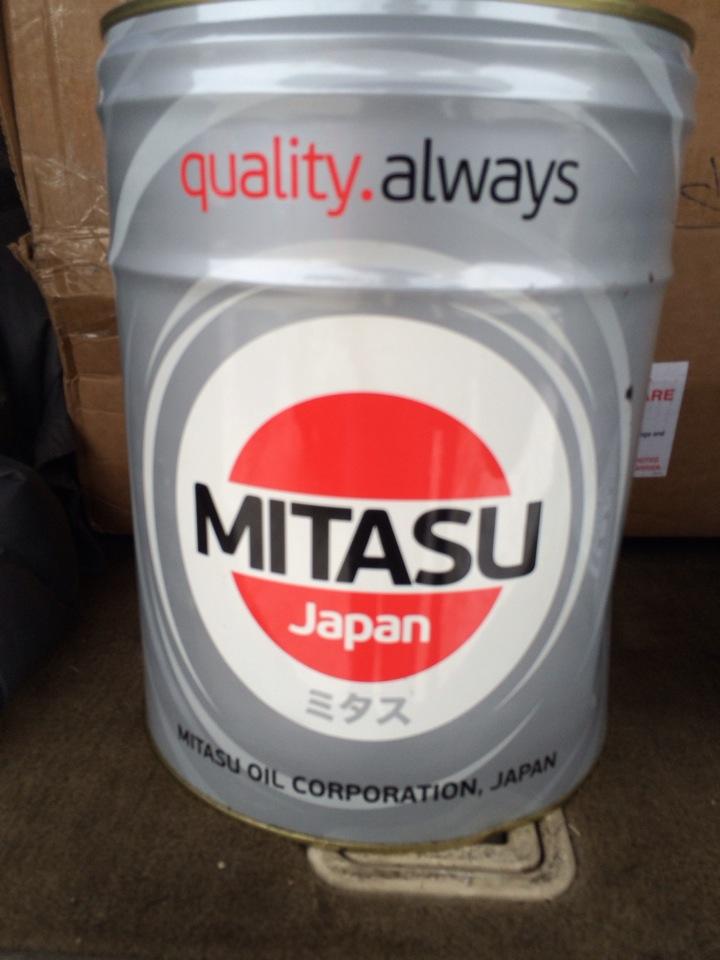 quality.always
MITASU
Japan
ミタス
MITASU OIL CORPORATION, JAPAN